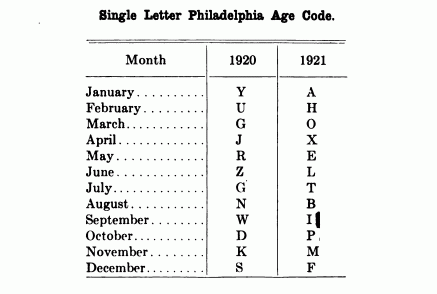 Single Letter Philadelphia Age Code.
Month 1920 1921
January.......... Y A
February......... U H
March............ G O
April............ J X
May.............. R E
June............. Z L
July............. G T
August........... N B
September........ W I
October.......... D P
November........ K M
December......... S F